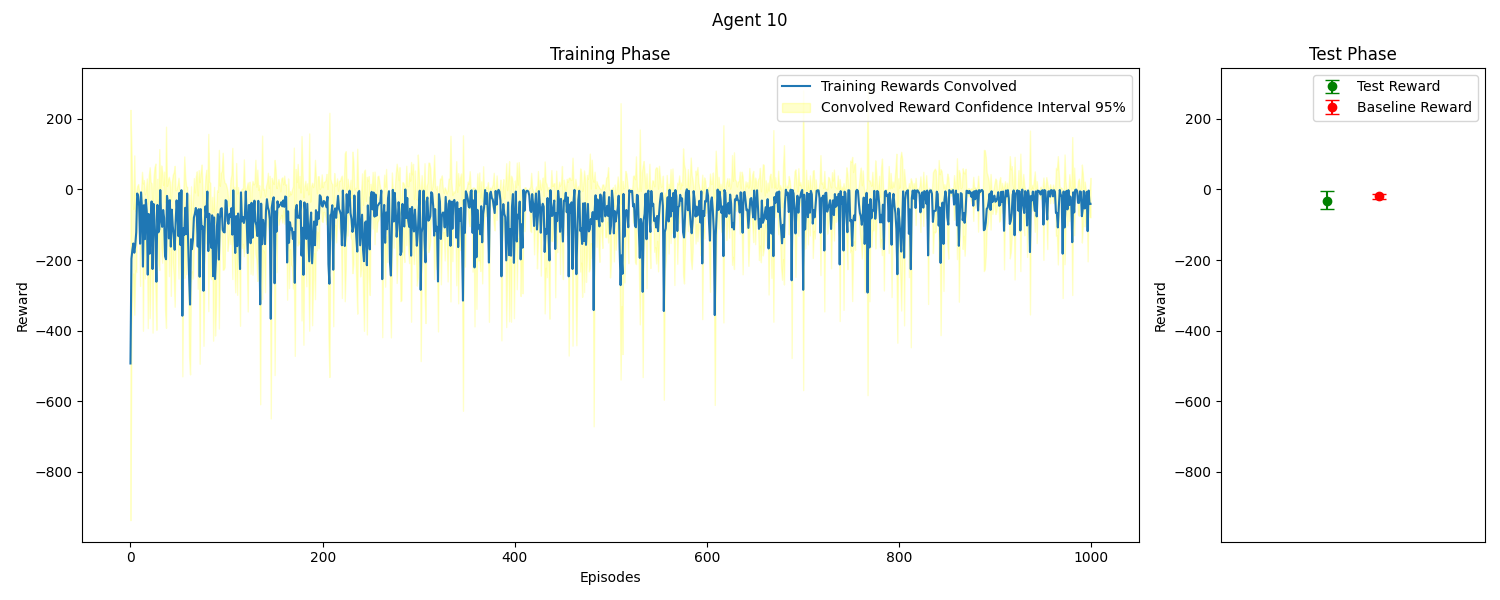 Agent 10
Training Phase
Training Rewards Convolved
Convolved Reward Confidence Interval 95%
Reward
200
0
−200
−400
−600
−800
0
200
400
600
800
1000
Episodes
Test Phase
Test Reward
Baseline Reward
Reward
200
0
−200
−400
−600
−800